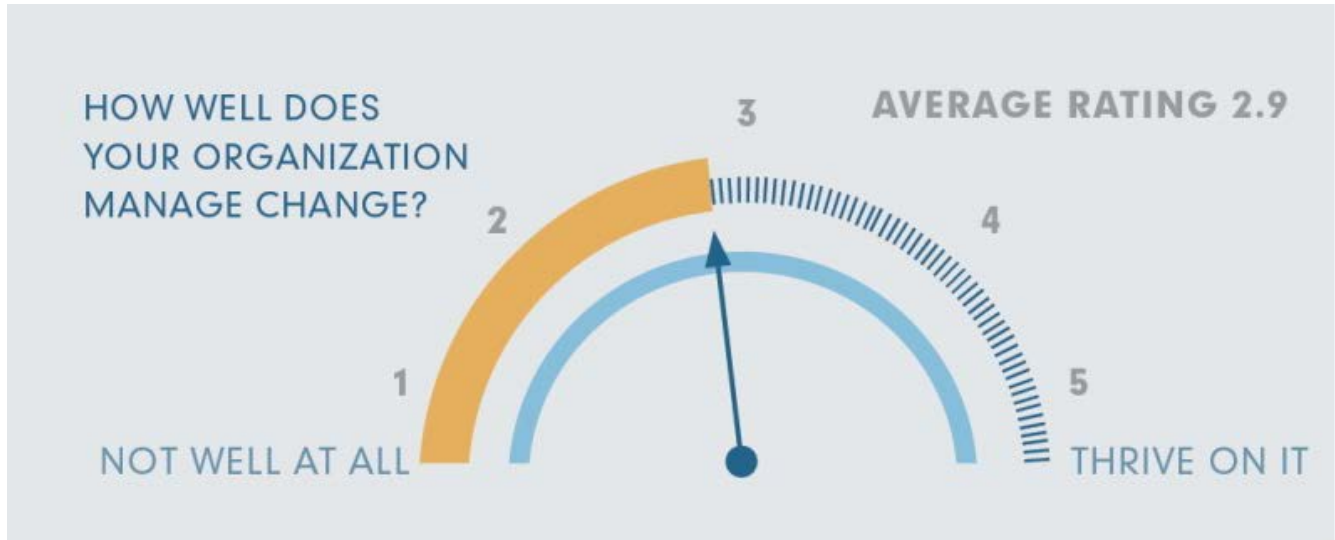 HOW WELL DOES
YOUR ORGANIZATION
MANAGE CHANGE?
AVERAGE RATING 2.9
1
2
3
4
5
NOT WELL AT ALL
THRIVE ON IT